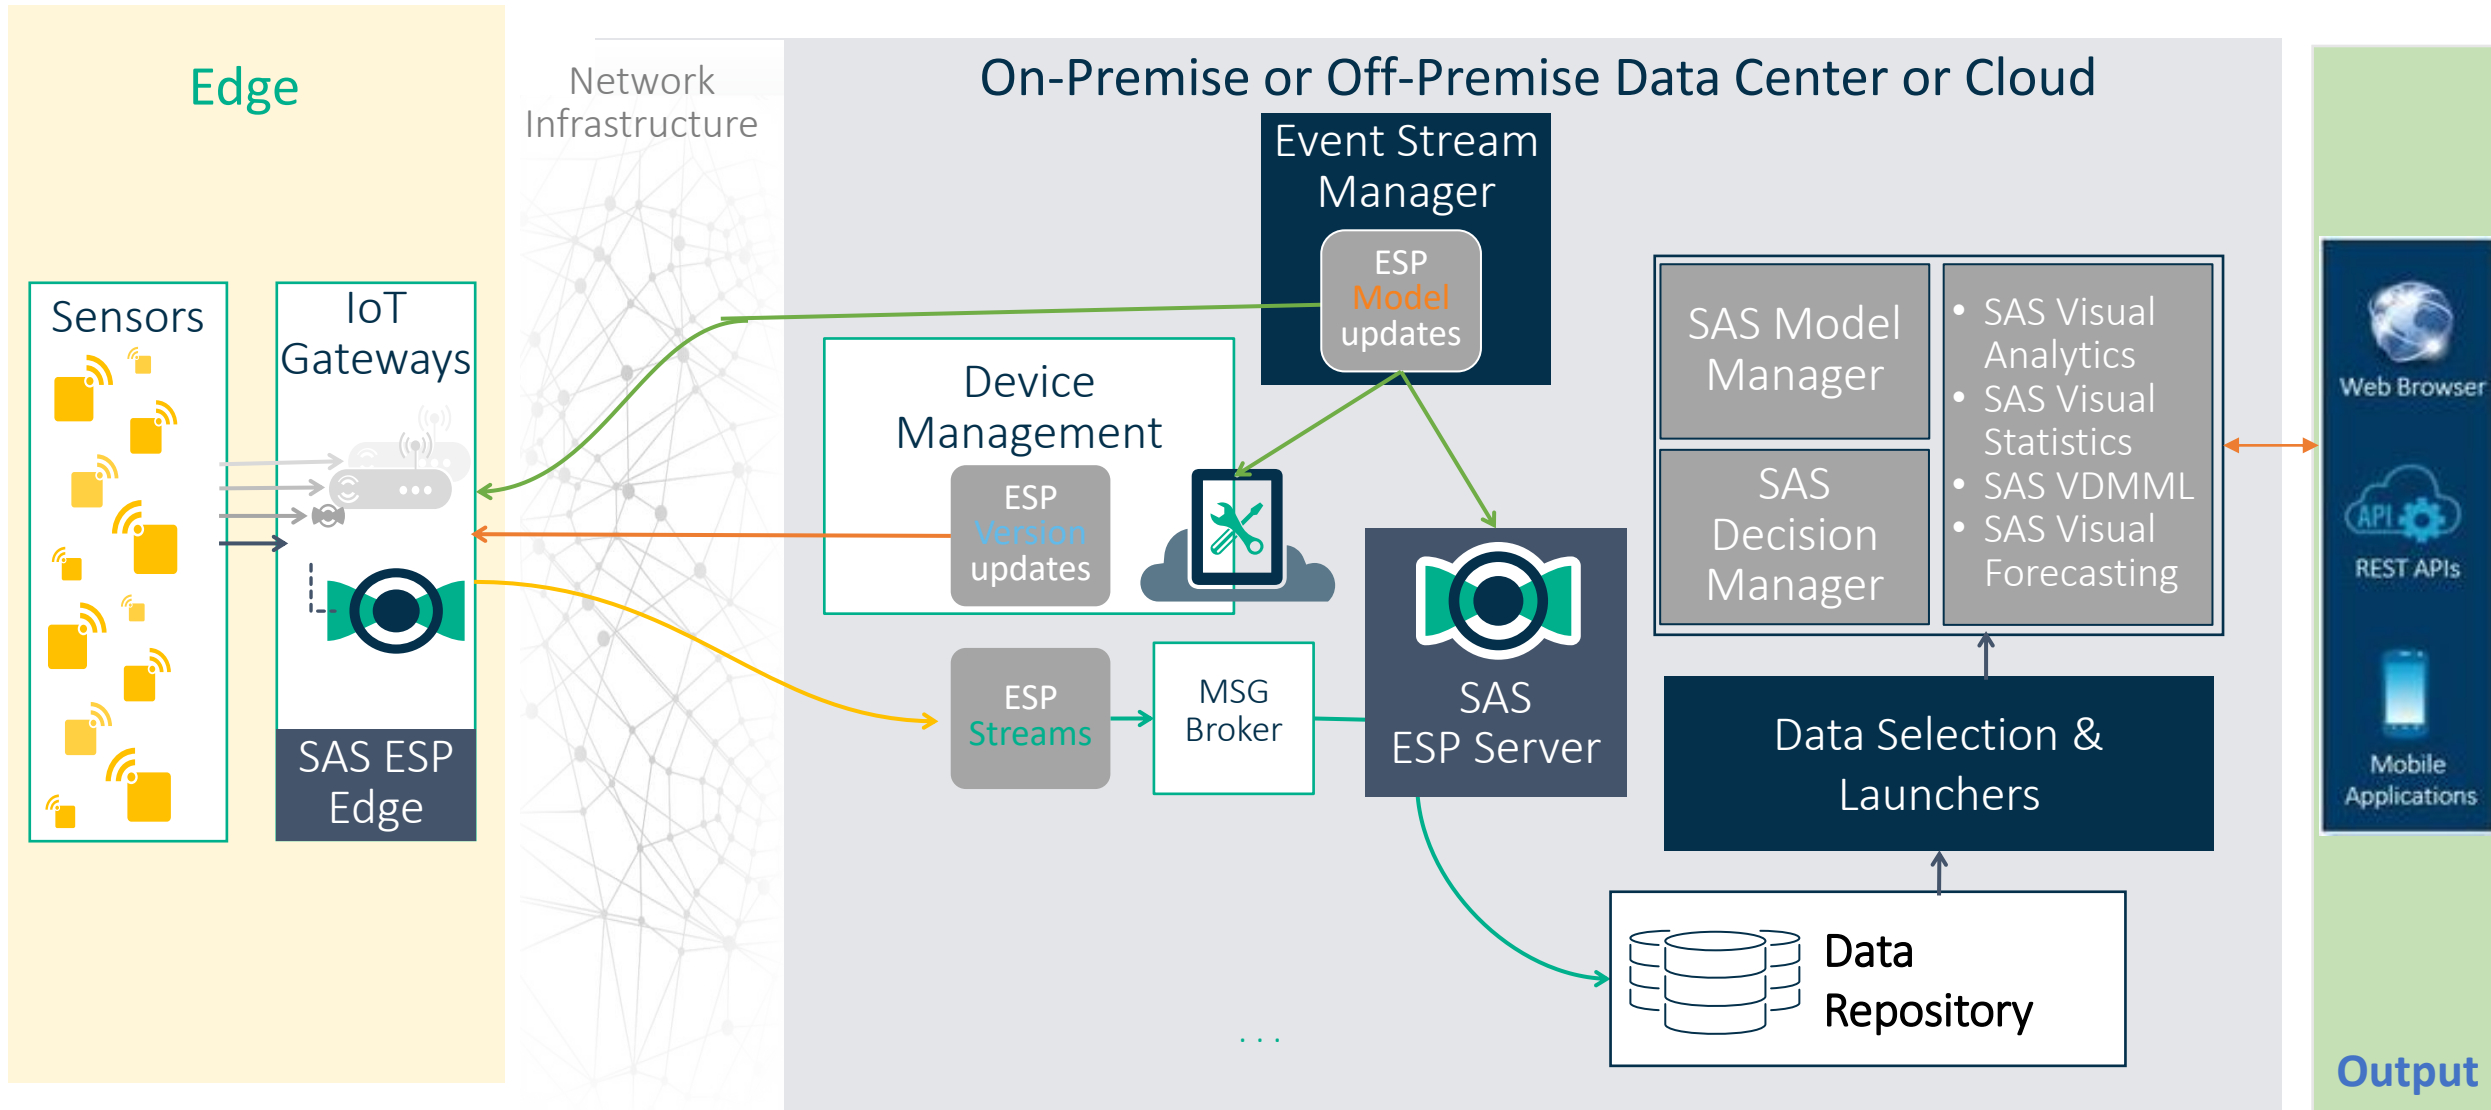 Edge
Network
Infrastructure
On-Premise or Off-Premise Data Center or Cloud
Sensors
IoT
Gateways
SAS ESP
Edge
Event Stream
Manager
ESP
Model
updates
Device
Management
ESP
Version
updates
ESP
Streams
MSG
Broker
SAS
ESP Server
SAS Model
Manager
SAS
Decision
Manager
• SAS Visual
Analytics
• SAS Visual
Statistics
• SAS VDMML
• SAS Visual
Forecasting
Data Selection &
Launchers
Data
Repository
. . .
Web Browser
API
REST APIs
Mobile
Applications
Output